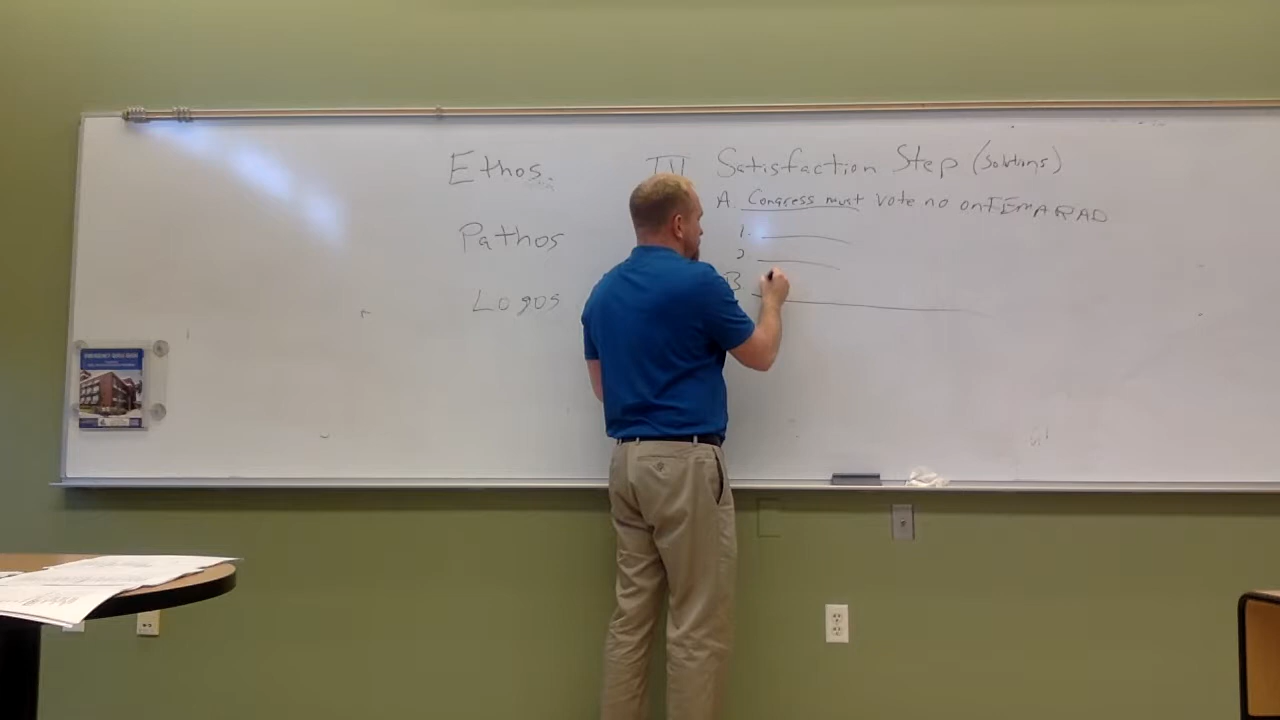 Ethos.
Pathos
Logos
III Satisfaction Step (Solutions)
A. Congress must vote no on FEMA RAD
1.
2
B